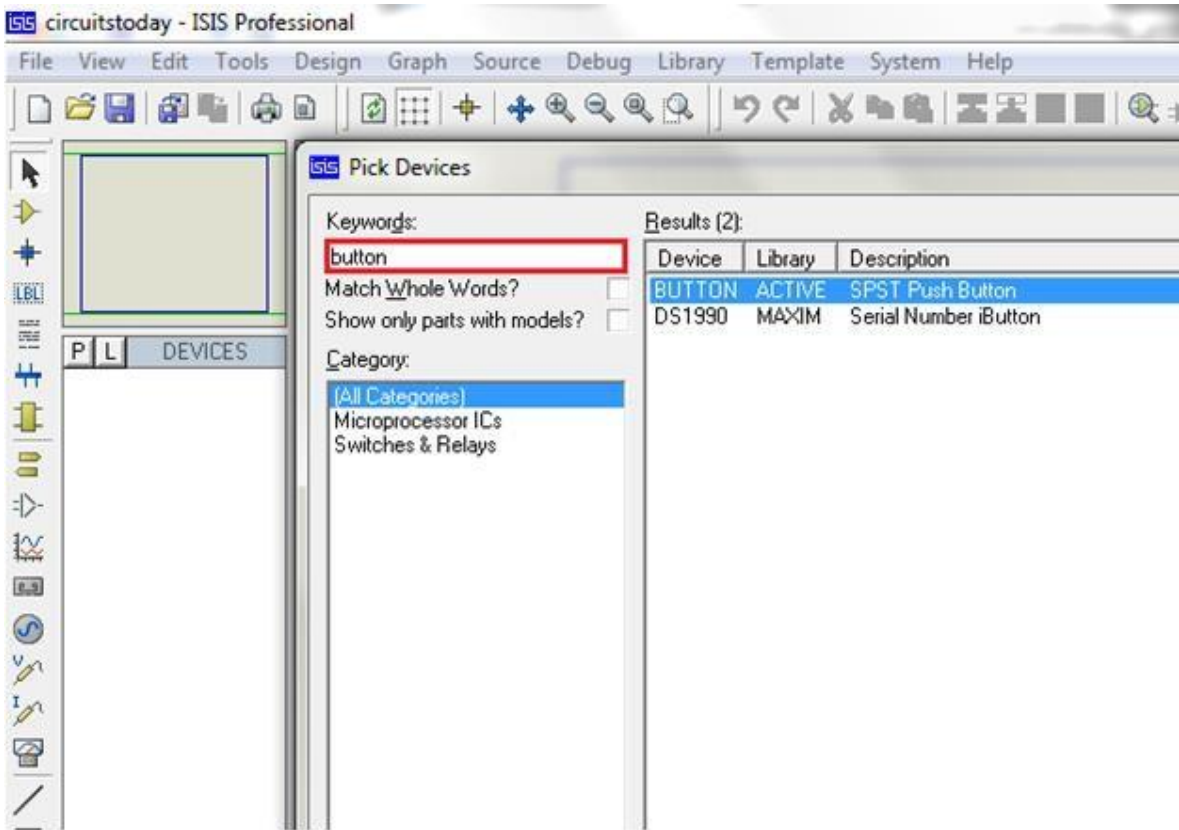 isis circuitstoday - ISIS Professional
File View Edit Tools Design Graph Source Debug Library Template System Help
isis Pick Devices
Keywords:
button
Match Whole Words?
Show only parts with models?
Category:
(All Categories)
Microprocessor ICs
Switches & Relays
Results (2):
Device Library Description
BUTTON ACTIVE SPST Push Button
DS1990 MAXIM Serial Number iButton
LBL
P L DEVICES
V
I